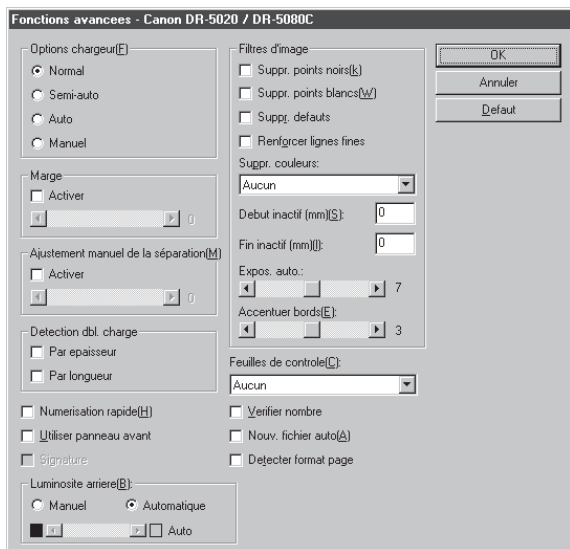 Fonctions avancees - Canon DR-5020 / DR-5080C
Options chargeur(F)
Normal
Semi-auto
Auto
Manuel
Marge
Activer
0
Ajustement manuel de la séparation(M)
Activer
0
Detection dbl. charge
Par epaisseur
Par longueur
Numerisation rapide(H)
Utiliser panneau avant
Signature
Luminosite arriere(B):
Manuel
Automatique
Auto
Filtres d'image
Suppr. points noirs(k)
Suppr. points blancs(W)
Suppr. defauts
Renforcer lignes fines
Suppr. couleurs:
Aucun
Debut inactif (mm)(S):
0
Fin inactif (mm)(I):
0
Expos. auto.:
7
Accentuer bords(E):
3
Feuilles de controle(C):
Aucun
Verifier nombre
Nouv. fichier auto(A)
Detecter format page
OK
Annuler
Defaut